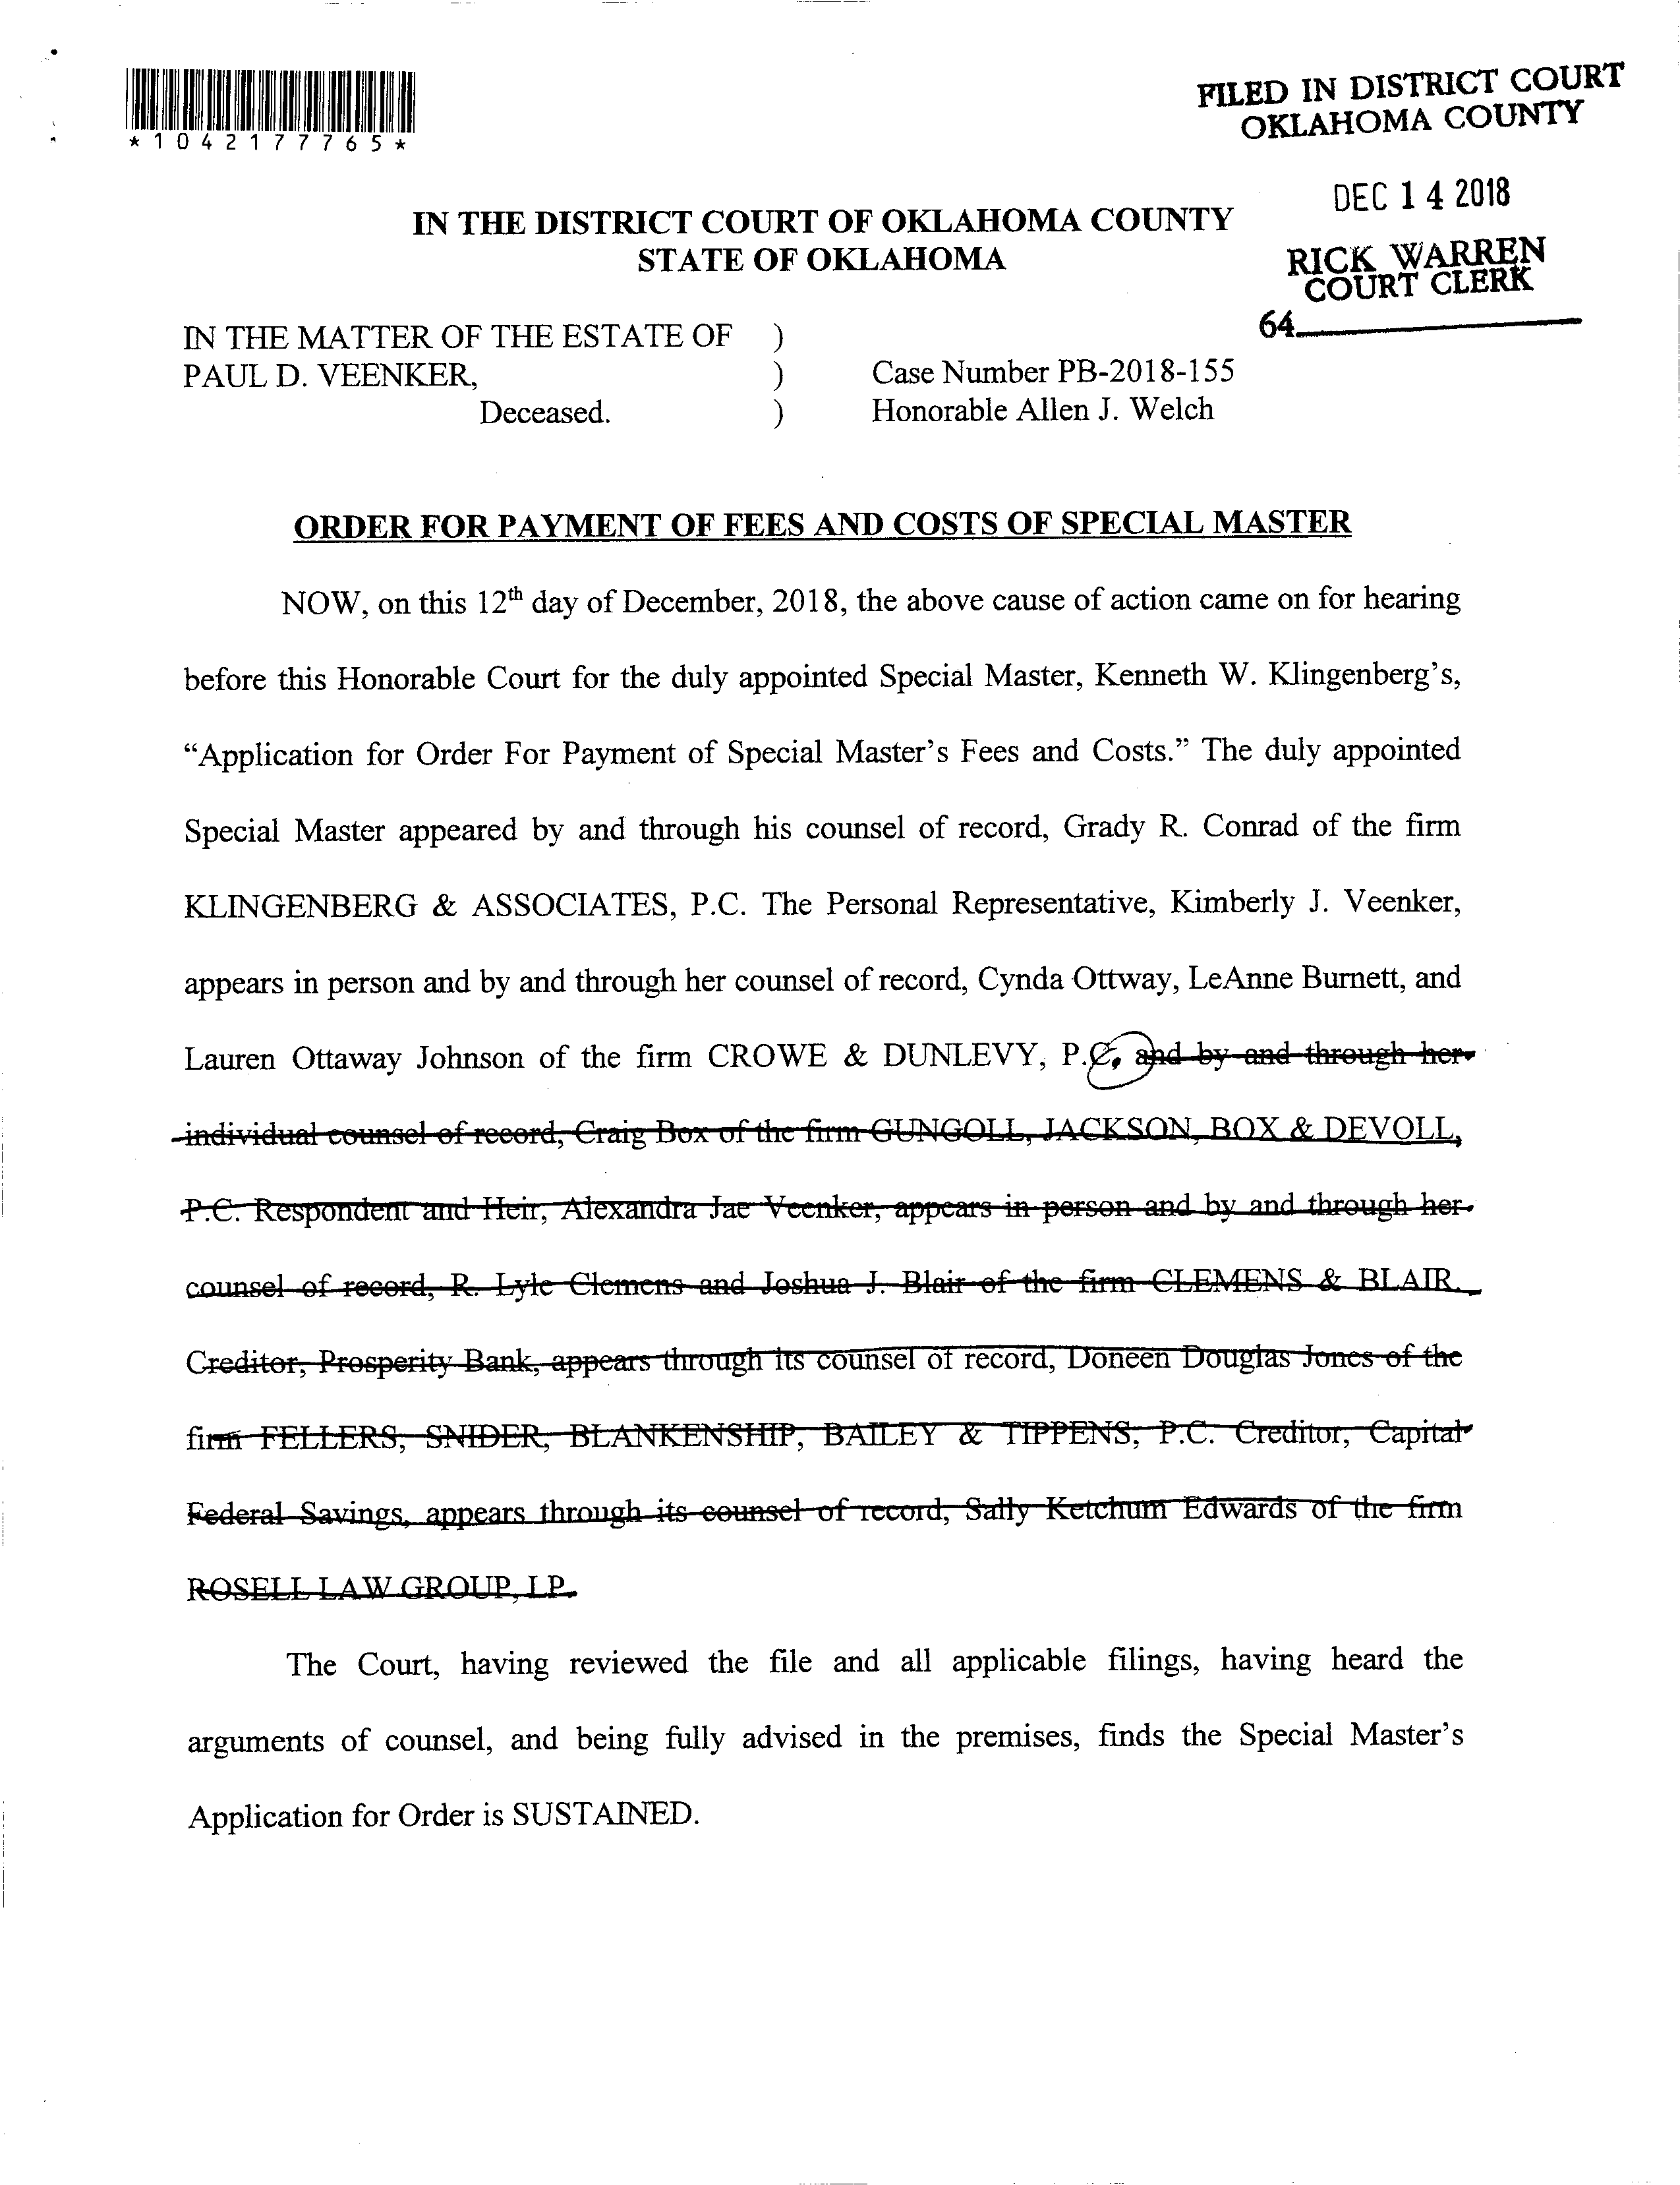 *1042177765*
FILED IN DISTRICT COURT
OKLAHOMA COUNTY
DEC 14 2018
RICK WARREN
COURT CLERK
64
IN THE DISTRICT COURT OF OKLAHOMA COUNTY
STATE OF OKLAHOMA
IN THE MATTER OF THE ESTATE OF )
PAUL D. VEENKER, ) Case Number PB-2018-155
Deceased. ) Honorable Allen J. Welch
ORDER FOR PAYMENT OF FEES AND COSTS OF SPECIAL MASTER
NOW, on this 12th day of December, 2018, the above cause of action came on for hearing
before this Honorable Court for the duly appointed Special Master, Kenneth W. Klingenberg's,
“Application for Order For Payment of Special Master's Fees and Costs.” The duly appointed
Special Master appeared by and through his counsel of record, Grady R. Conrad of the firm
KLINGENBERG & ASSOCIATES, P.C. The Personal Representative, Kimberly J. Veenker,
appears in person and by and through her counsel of record, Cynda Ottway, LeAnne Burnett, and
Lauren Ottaway Johnson of the firm CROWE & DUNLEVY, P.C, and by and through her
individual counsel of record, Craig Box of the firm GUNGOLL, JACKSON, BOX & DEVOLL,
P.C. Respondent and Heir, Alexandra Jae Veenker, appears in person and by and through her
counsel of record, R. Lyle Clemens and Joshua J. Blair of the firm CLEMENS & BLAIR.
Creditor, Prosperity Bank, appears through its counsel of record, Doneen Douglas Jones of the
firm FELLERS, SNIDER, BLANKENSHIP, BAILEY & TIPPENS, P.C. Creditor, Capital
Federal Savings, appears through its counsel of record, Sally Ketchum Edwards of the firm
ROSELL LAW GROUP, LP.
The Court, having reviewed the file and all applicable filings, having heard the
arguments of counsel, and being fully advised in the premises, finds the Special Master's
Application for Order is SUSTAINED.